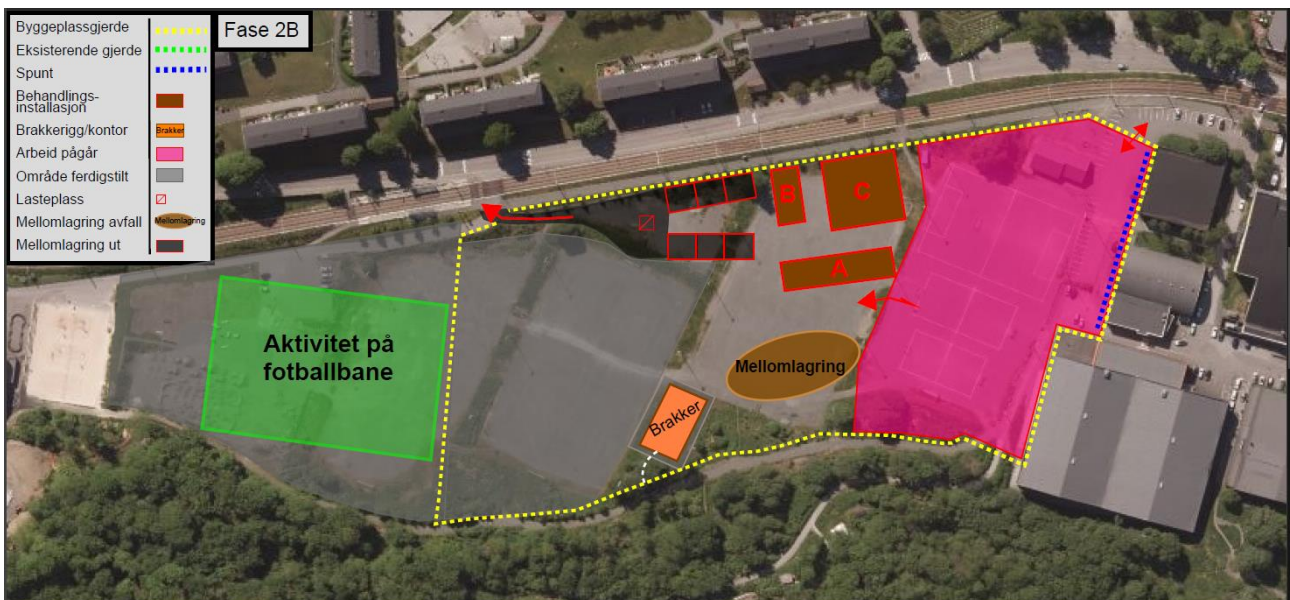 Fase 2B
Byggeplassgjerde
Eksisterende gjerde
Spunt
Behandlings-
installasjon
Brakkerigg/kontor
Brakker
Arbeid pågår
Område ferdigstilt
Lasteplass
Mellomlagring avfall
Mellomlagring
Mellomlagring ut
B
C
A
Aktivitet på
fotballbane
Mellomlagring
Brakker